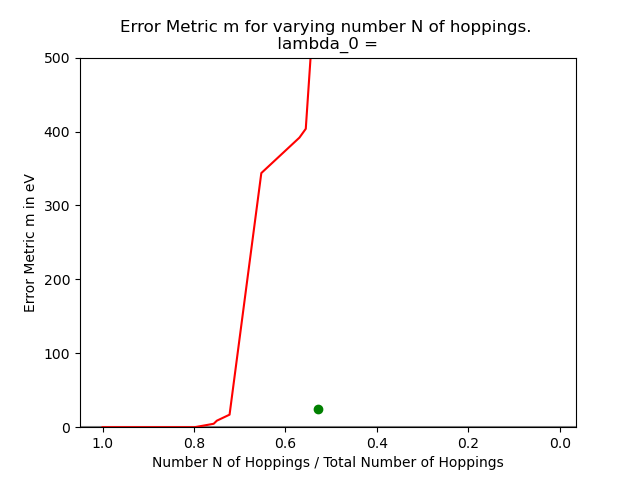 Error Metric m for varying number N of hoppings.
lambda_0 =
Error Metric m in eV
500
400
300
200
100
0
1.0 0.8 0.6 0.4 0.2 0.0
Number N of Hoppings / Total Number of Hoppings